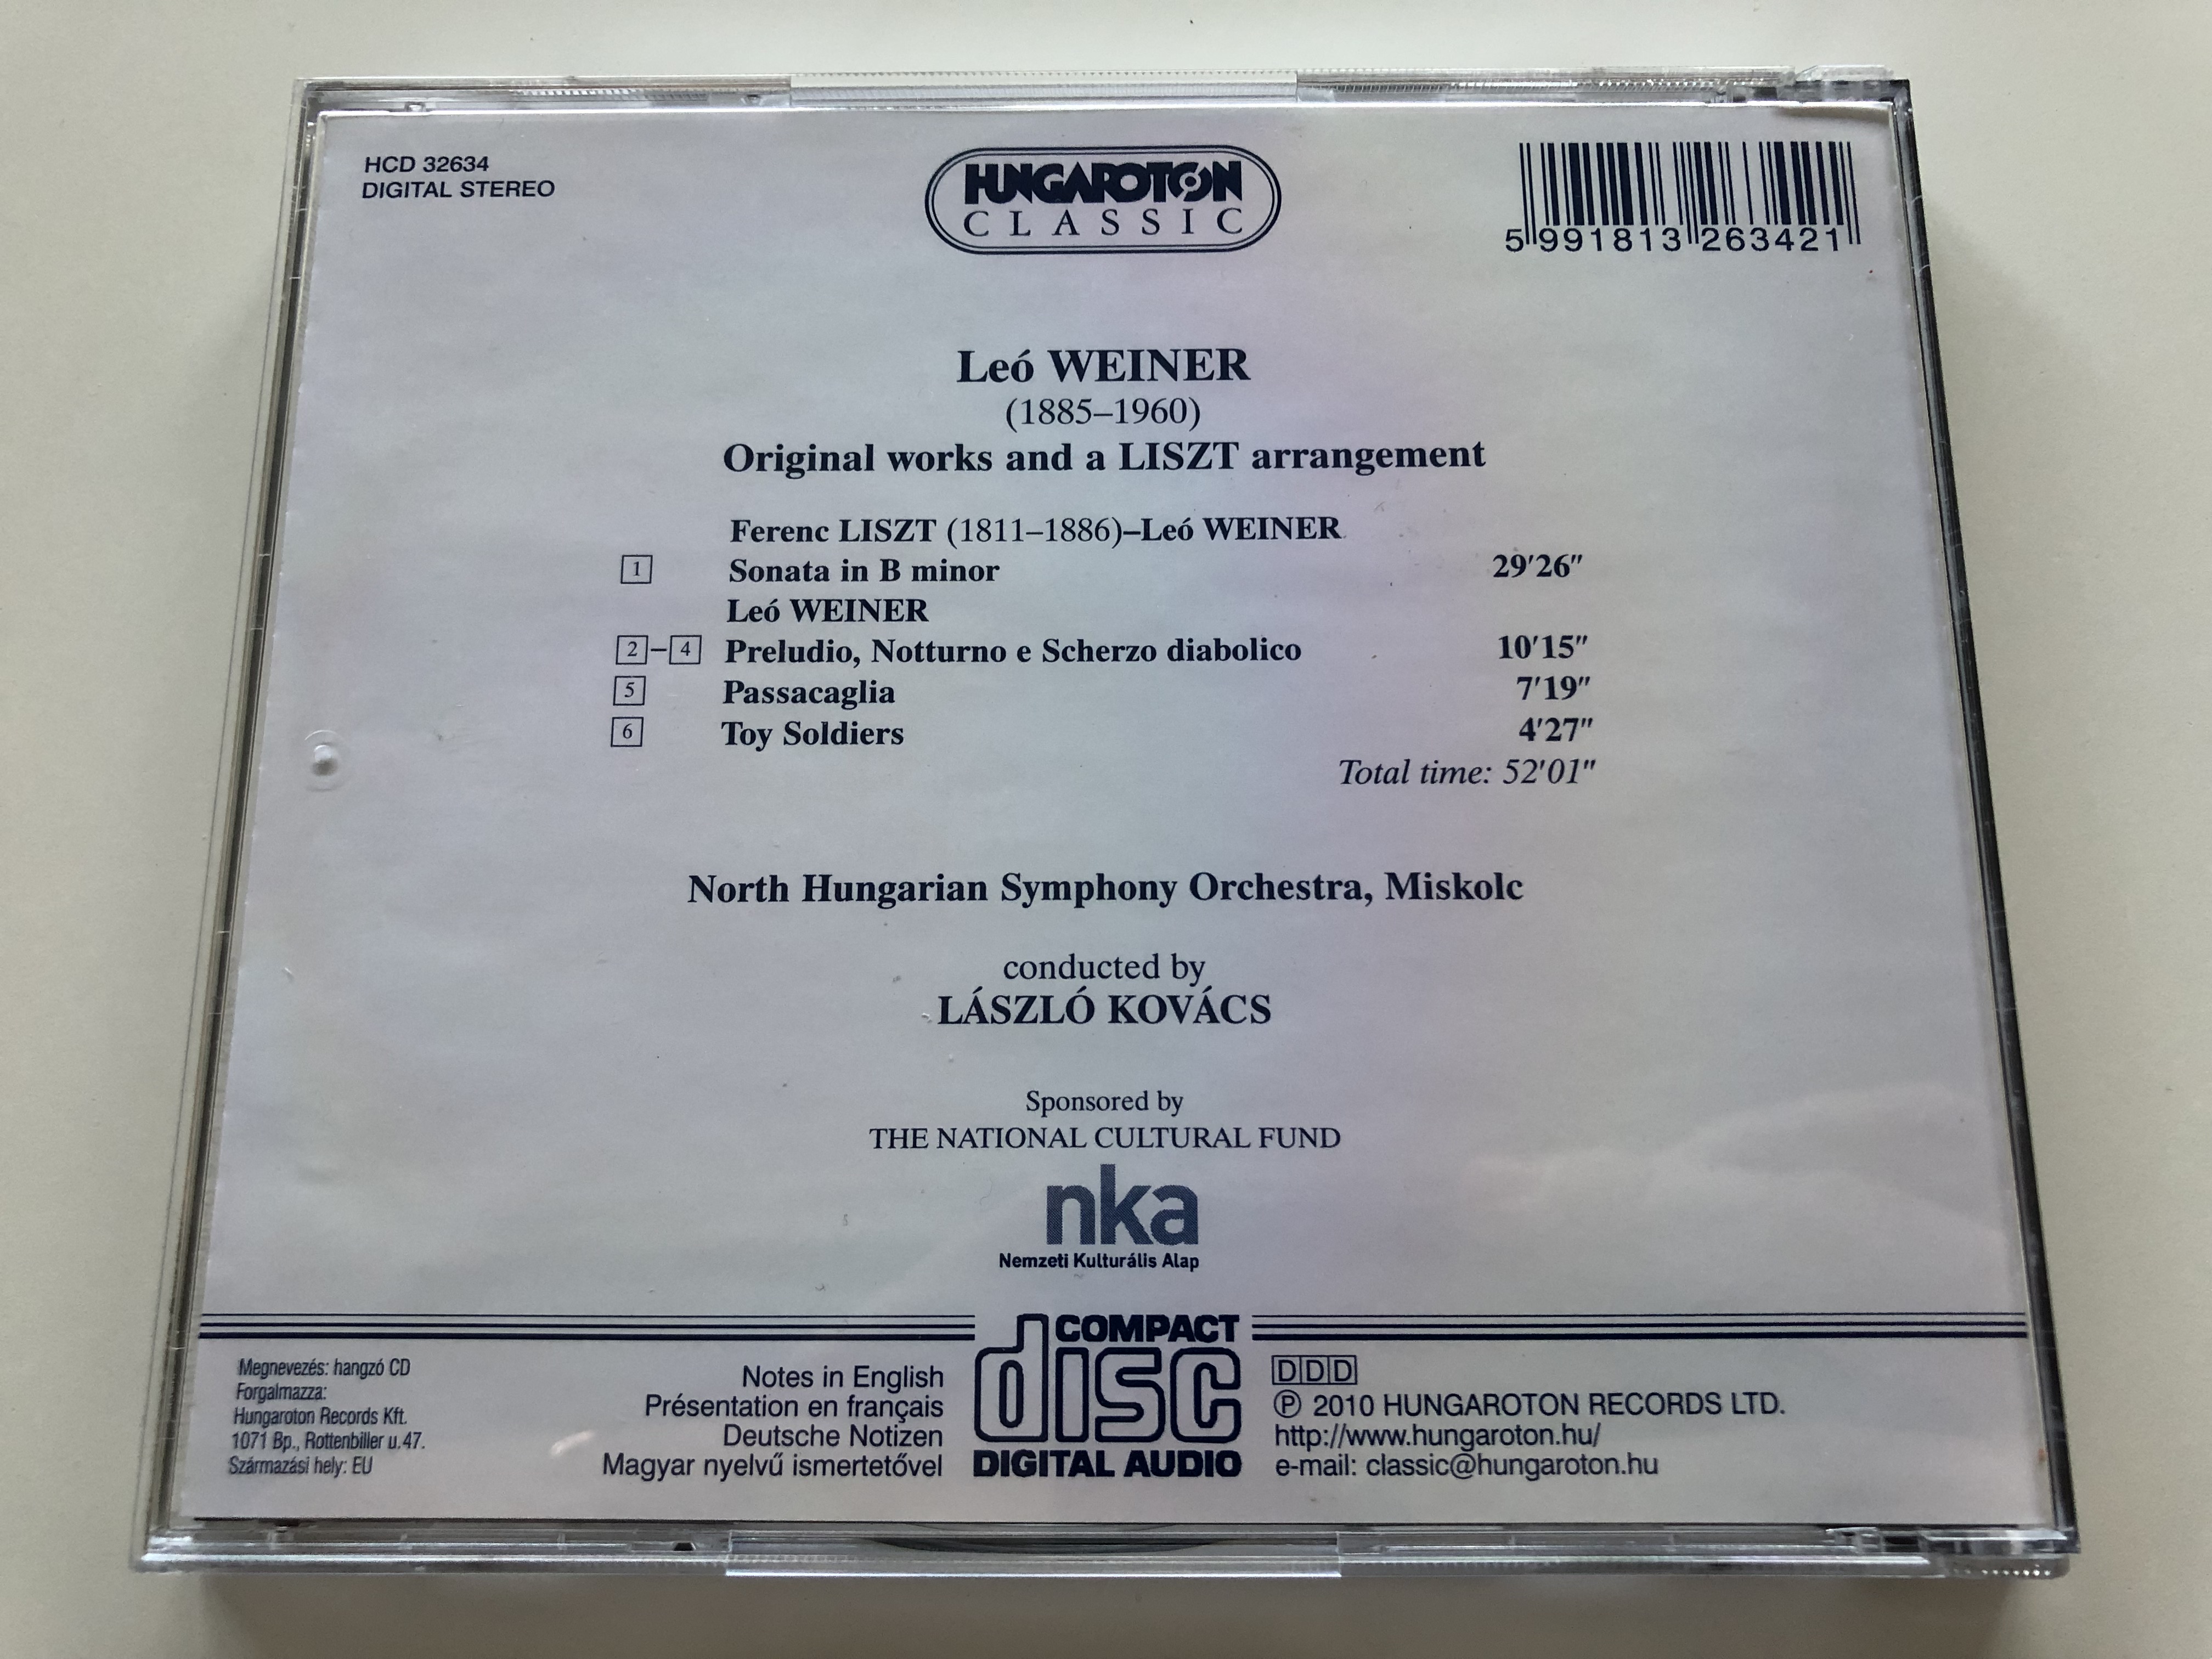 HCD 32634
DIGITAL STEREO
HUNGAROTON
CLASSIC
5 991813 263421
Leó WEINER
(1885–1960)
Original works and a LISZT arrangement
Ferenc LISZT (1811–1886)–Leó WEINER
1 Sonata in B minor 29′26″
Leó WEINER
2–4 Preludio, Notturno e Scherzo diabolico 10′15″
5 Passacaglia 7′19″
6 Toy Soldiers 4′27″
Total time: 52′01″
North Hungarian Symphony Orchestra, Miskolc
conducted by
LÁSZLÓ KOVÁCS
Sponsored by
THE NATIONAL CULTURAL FUND
nka
Nemzeti Kulturális Alap
Megnevezés: hangzó CD
Forgalmazza:
Hungaroton Records Kft.
1071 Bp., Rottenbiller u. 47.
Származási hely: EU
Notes in English
Présentation en français
Deutsche Notizen
Magyar nyelvű ismertetővel
COMPACT
disc
DIGITAL AUDIO
DDD
℗ 2010 HUNGAROTON RECORDS LTD.
http://www.hungaroton.hu/
e-mail: classic@hungaroton.hu